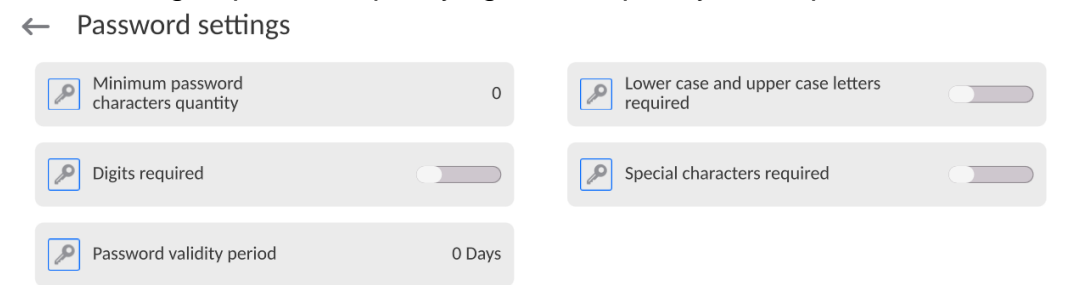 Password settings
Minimum password
characters quantity
0
Lower case and upper case letters
required
Digits required
Special characters required
Password validity period
0 Days